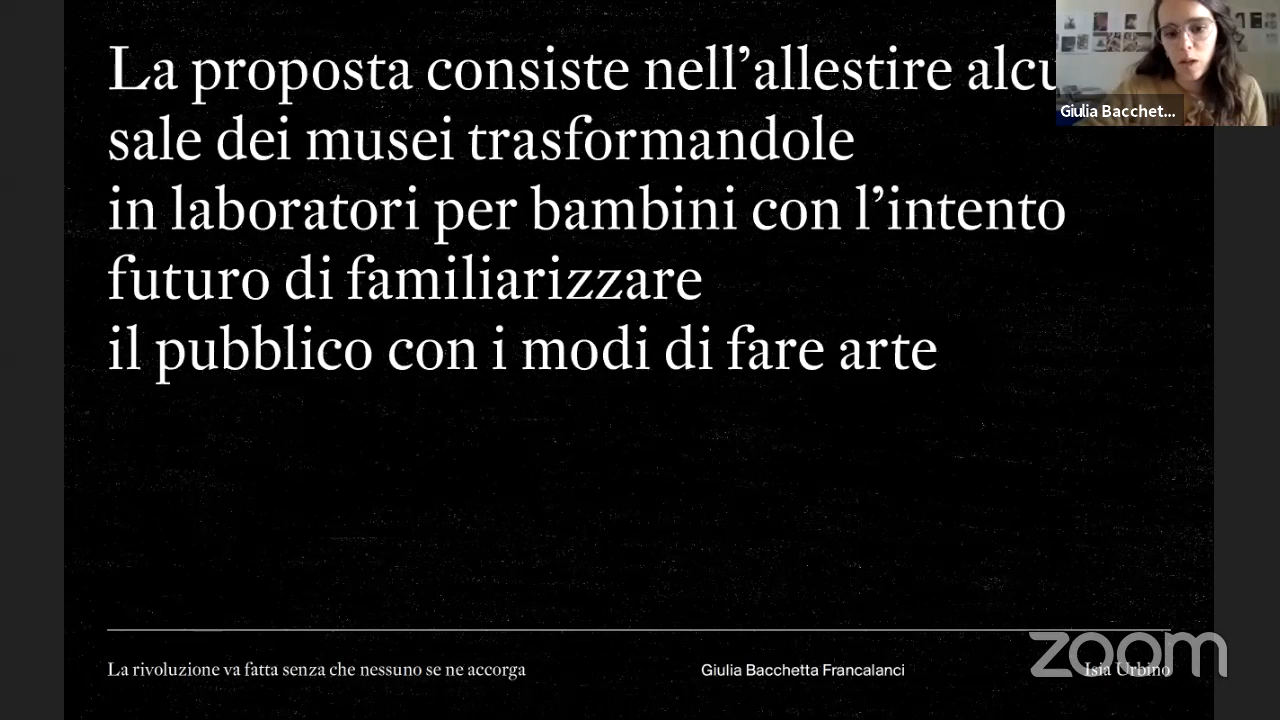 La proposta consiste nell’allestire alcu
sale dei musei trasformandole
in laboratori per bambini con l’intento
futuro di familiarizzare
il pubblico con i modi di fare arte
Giulia Bacchet...
La rivoluzione va fatta senza che nessuno se ne accorga
Giulia Bacchetta Francalanci
Isia Urbino
zoom